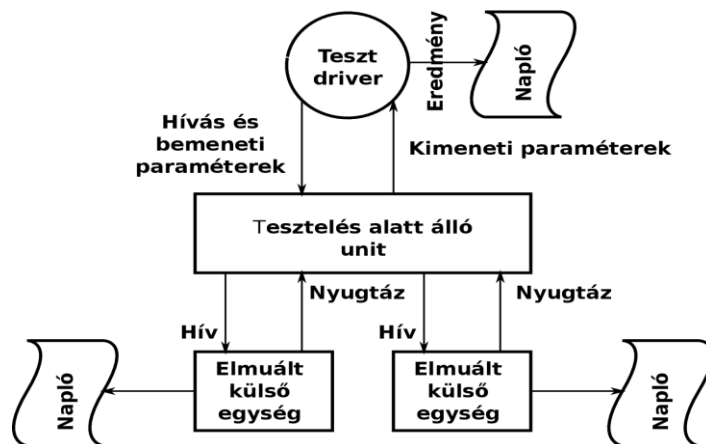 Teszt
driver
Eredmény
Napló
Hívás és
bemeneti
paraméterek
Kimeneti paraméterek
Tesztelés alatt álló
unit
Hív
Nyugtáz
Hív
Nyugtáz
Napló
Elmuált
külső
egység
Elmuált
külső
egység
Napló